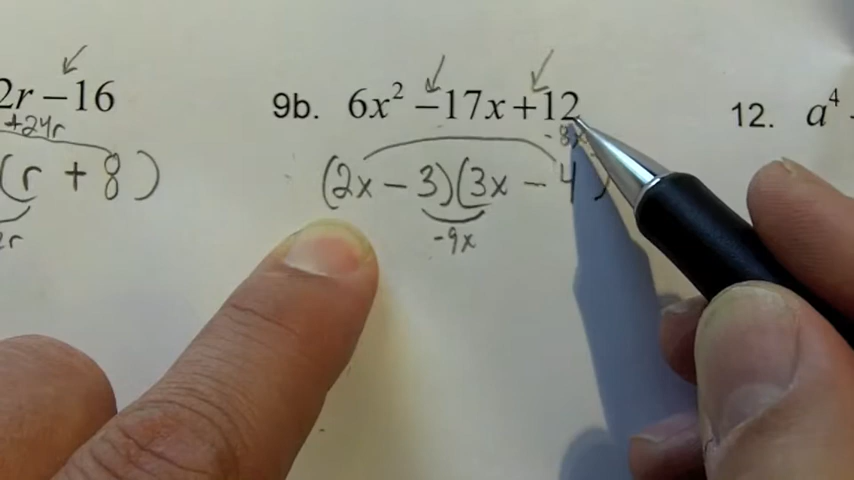 2r − 16
+24r
(r + 8)
2r
9b. 6x² − 17x + 12
-8x
(2x − 3)(3x − 4)
-9x
12. a⁴